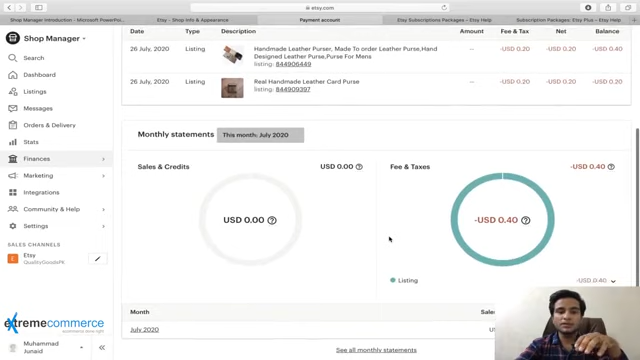 etsy.com
Shop Manager Introduction - Microsoft PowerPoi...
Etsy - Shop Info & Appearance
Payment account
Etsy Subscriptions Packages – Etsy Help
Subscription Packages: Etsy Plus – Etsy Help
Shop Manager
Search
Dashboard
Listings
Messages
Orders & Delivery
Stats
Finances
Marketing
Integrations
Community & Help
Settings
SALES CHANNELS
Etsy
QualityGoodsPK
extremecommerce
Muhammad
Junaid
Date Type Description Amount Fee & Tax Net Balance
26 July, 2020 Listing Handmade Leather Purser, Made To order Leather Purse,Hand
Designed Leather Purse,Purse For Mens
listing: 844906449
-- -USD 0.20 -USD 0.20 -USD 0.40
26 July, 2020 Listing Real Handmade Leather Card Purse
listing: 844909397
-- -USD 0.20 -USD 0.20 -USD 0.20
Monthly statements
This month: July 2020
Sales & Credits USD 0.00
USD 0.00
Fee & Taxes -USD 0.40
-USD 0.40
Listing -USD 0.40
Month Sales
July 2020
See all monthly statements